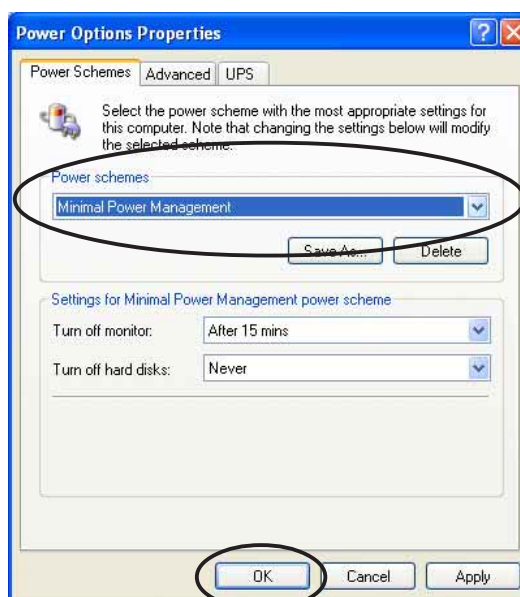 Power Options Properties
Power Schemes Advanced UPS
Select the power scheme with the most appropriate settings for
this computer. Note that changing the settings below will modify
the selected scheme.
Power schemes
Minimal Power Management
Save As... Delete
Settings for Minimal Power Management power scheme
Turn off monitor: After 15 mins
Turn off hard disks: Never
OK Cancel Apply